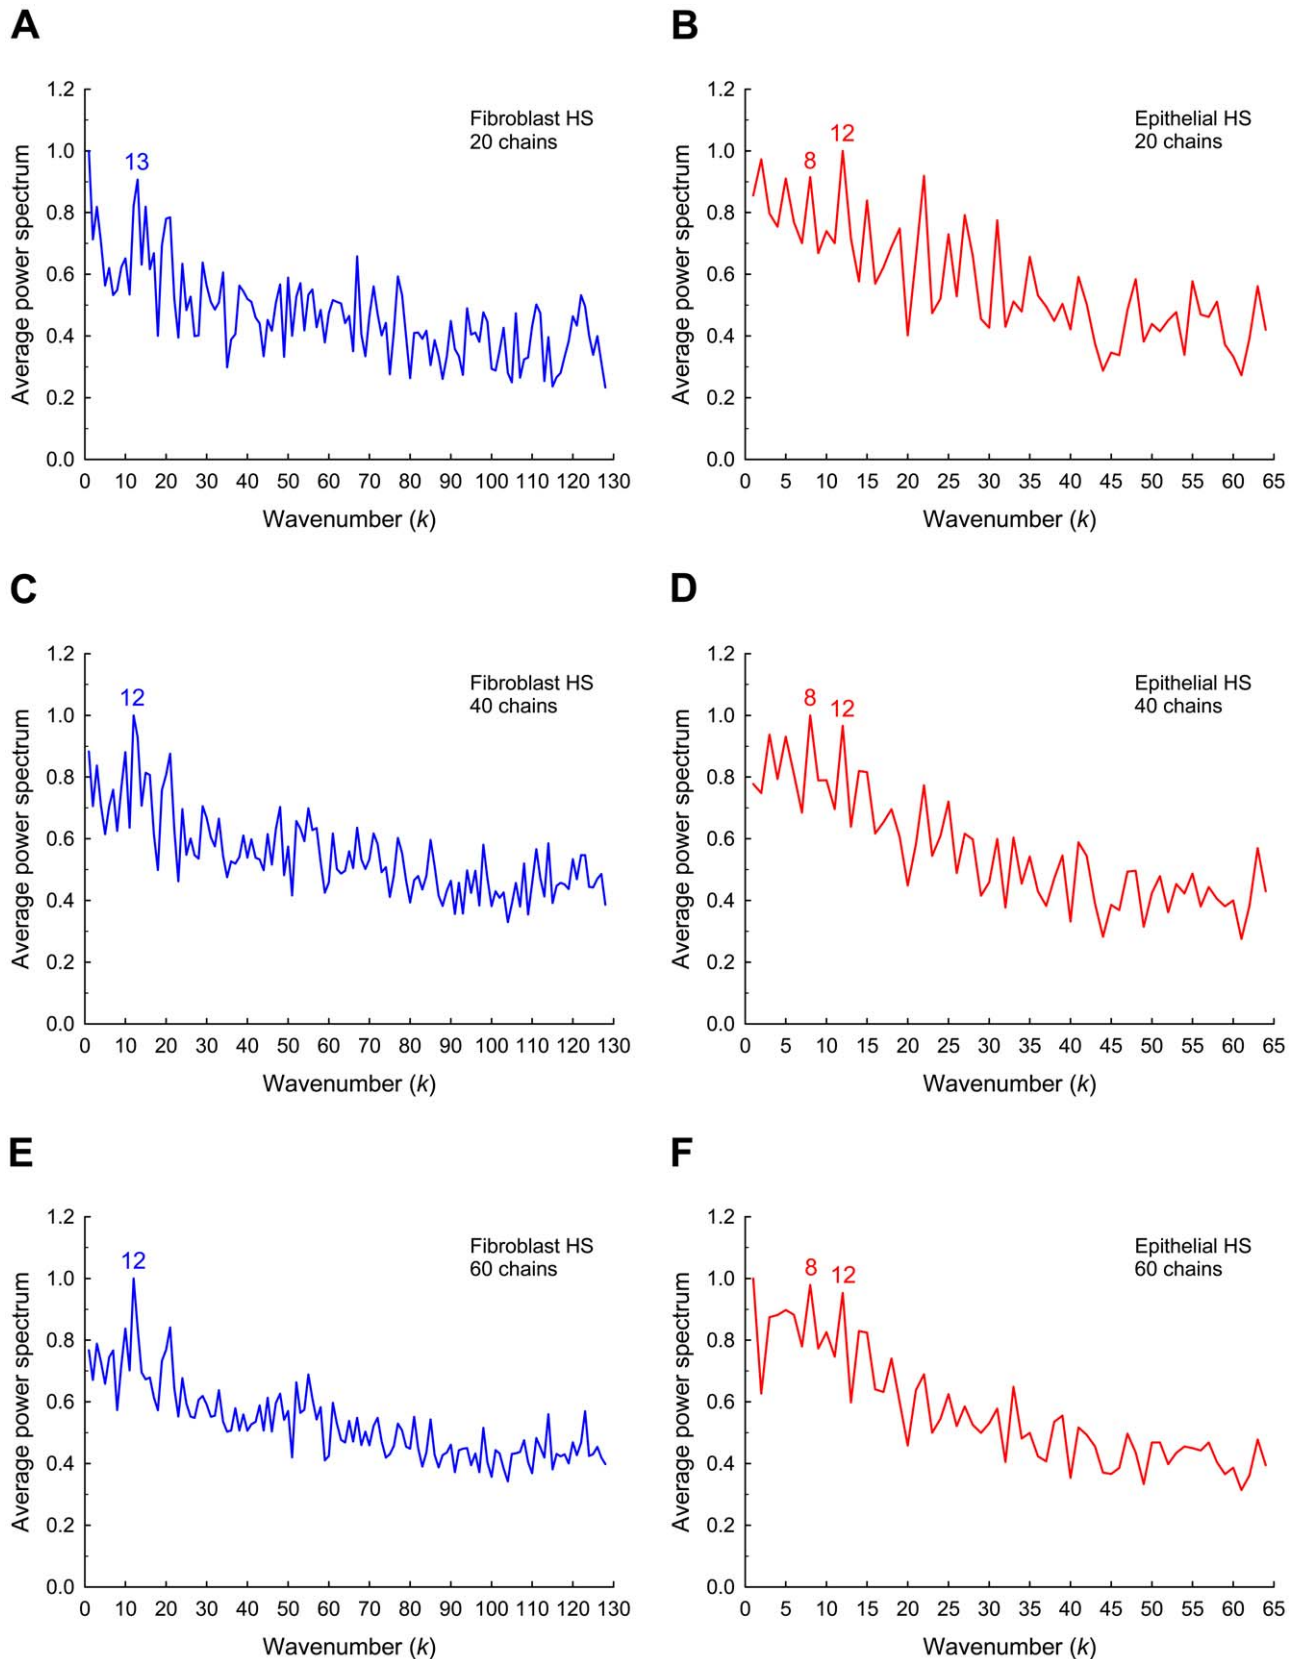 A
1.2
1.0
0.8
0.6
0.4
0.2
0.0
Average power spectrum
13
Fibroblast HS
20 chains
0 10 20 30 40 50 60 70 80 90 100 110 120 130
Wavenumber (k)
B
1.2
1.0
0.8
0.6
0.4
0.2
0.0
Average power spectrum
8
12
Epithelial HS
20 chains
0 5 10 15 20 25 30 35 40 45 50 55 60 65
Wavenumber (k)
C
1.2
1.0
0.8
0.6
0.4
0.2
0.0
Average power spectrum
12
Fibroblast HS
40 chains
0 10 20 30 40 50 60 70 80 90 100 110 120 130
Wavenumber (k)
D
1.2
1.0
0.8
0.6
0.4
0.2
0.0
Average power spectrum
8
12
Epithelial HS
40 chains
0 5 10 15 20 25 30 35 40 45 50 55 60 65
Wavenumber (k)
E
1.2
1.0
0.8
0.6
0.4
0.2
0.0
Average power spectrum
12
Fibroblast HS
60 chains
0 10 20 30 40 50 60 70 80 90 100 110 120 130
Wavenumber (k)
F
1.2
1.0
0.8
0.6
0.4
0.2
0.0
Average power spectrum
8
12
Epithelial HS
60 chains
0 5 10 15 20 25 30 35 40 45 50 55 60 65
Wavenumber (k)